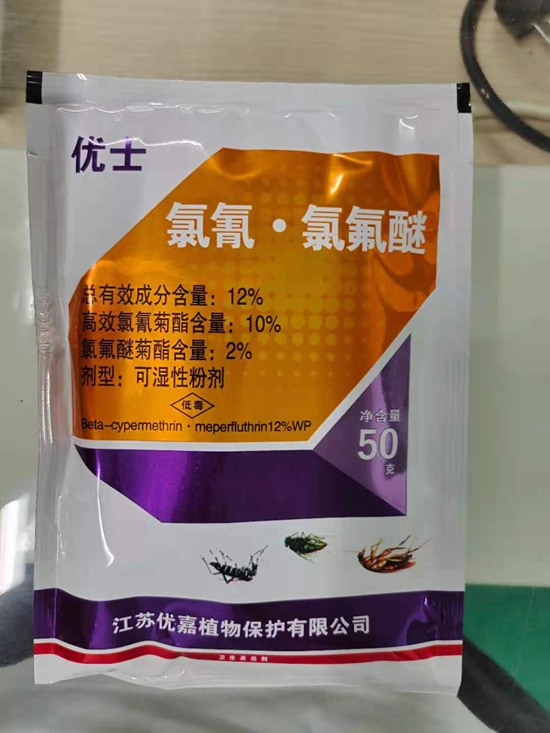 优士
氯氰·氯氟醚
总有效成分含量：12%
高效氯氰菊酯含量：10%
氯氟醚菊酯含量：2%
剂型：可湿性粉剂
低毒
Beta-cypermethrin·meperfluthrin12%WP
净含量
50
克
江苏优嘉植物保护有限公司
卫生杀虫剂